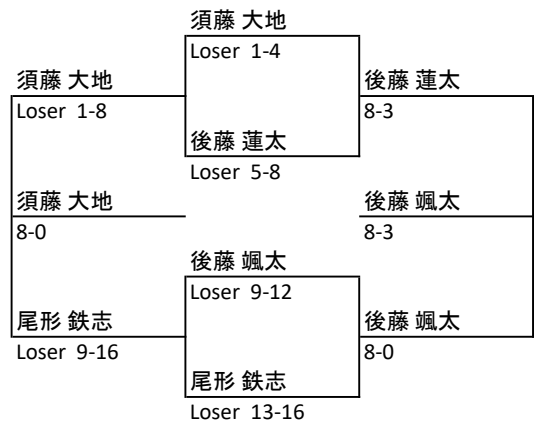 須藤 大地
Loser 1-4
須藤 大地
後藤 蓮太
Loser 1-8
8-3
後藤 蓮太
Loser 5-8
須藤 大地
後藤 颯太
8-0
8-3
後藤 颯太
Loser 9-12
尾形 鉄志
後藤 颯太
Loser 9-16
8-0
尾形 鉄志
Loser 13-16